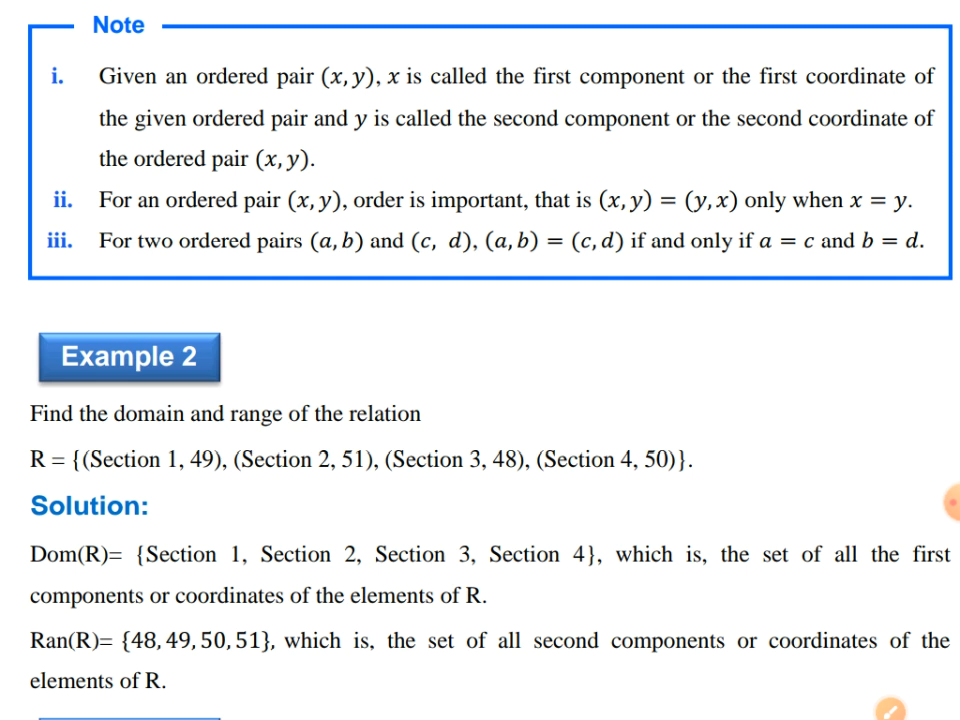 Note
i. Given an ordered pair (x, y), x is called the first component or the first coordinate of
the given ordered pair and y is called the second component or the second coordinate of
the ordered pair (x, y).
ii. For an ordered pair (x, y), order is important, that is (x, y) = (y, x) only when x = y.
iii. For two ordered pairs (a, b) and (c, d), (a, b) = (c, d) if and only if a = c and b = d.
Example 2
Find the domain and range of the relation
R = {(Section 1, 49), (Section 2, 51), (Section 3, 48), (Section 4, 50)}.
Solution:
Dom(R)= {Section 1, Section 2, Section 3, Section 4}, which is, the set of all the first
components or coordinates of the elements of R.
Ran(R)= {48, 49, 50, 51}, which is, the set of all second components or coordinates of the
elements of R.